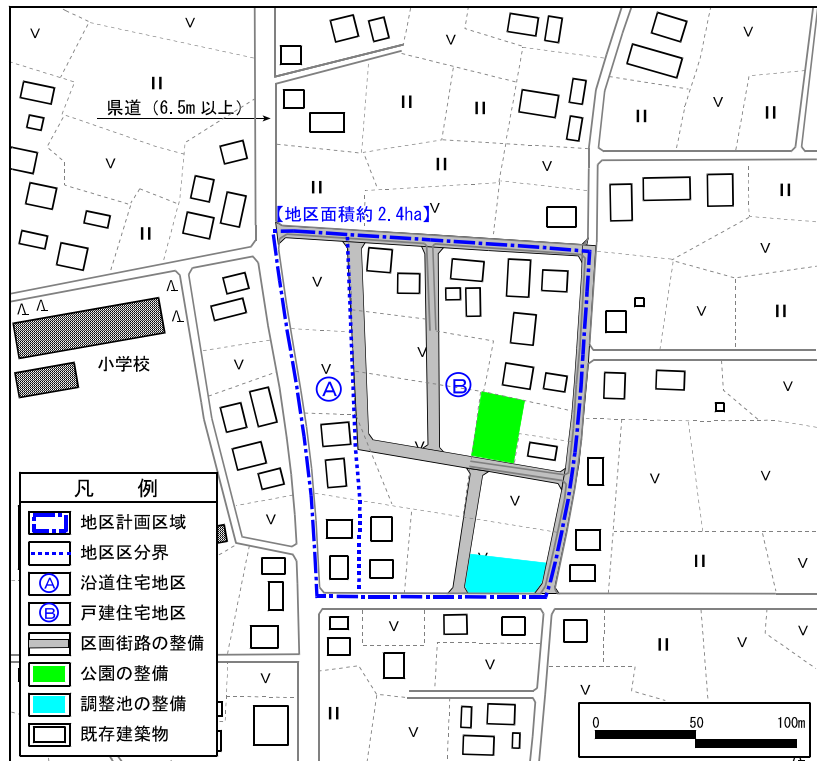 県道（6.5m 以上）
【地区面積約 2.4ha】
小学校
Ⓐ
Ⓑ
凡 例
地区計画区域
地区区分界
Ⓐ 沿道住宅地区
Ⓑ 戸建住宅地区
区画街路の整備
公園の整備
調整池の整備
既存建築物
0 50 100m